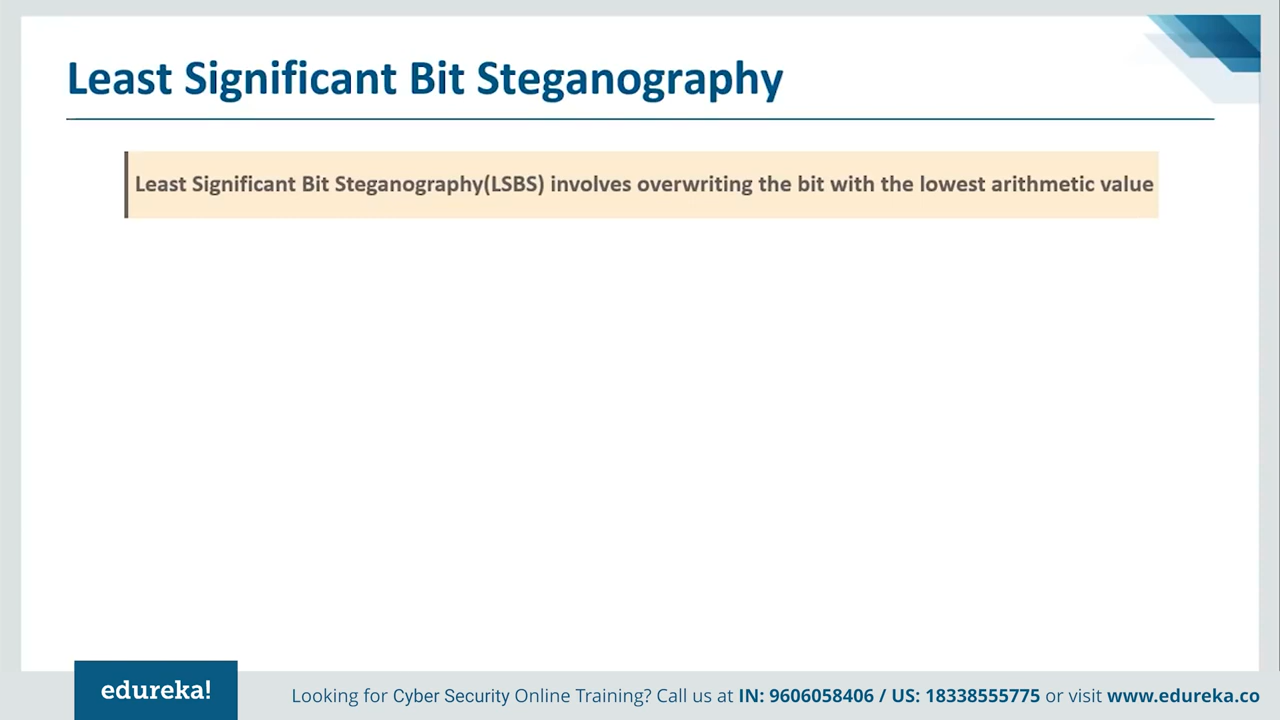 Least Significant Bit Steganography
Least Significant Bit Steganography(LSBS) involves overwriting the bit with the lowest arithmetic value
edureka!
Looking for Cyber Security Online Training? Call us at IN: 9606058406 / US: 18338555775 or visit www.edureka.co